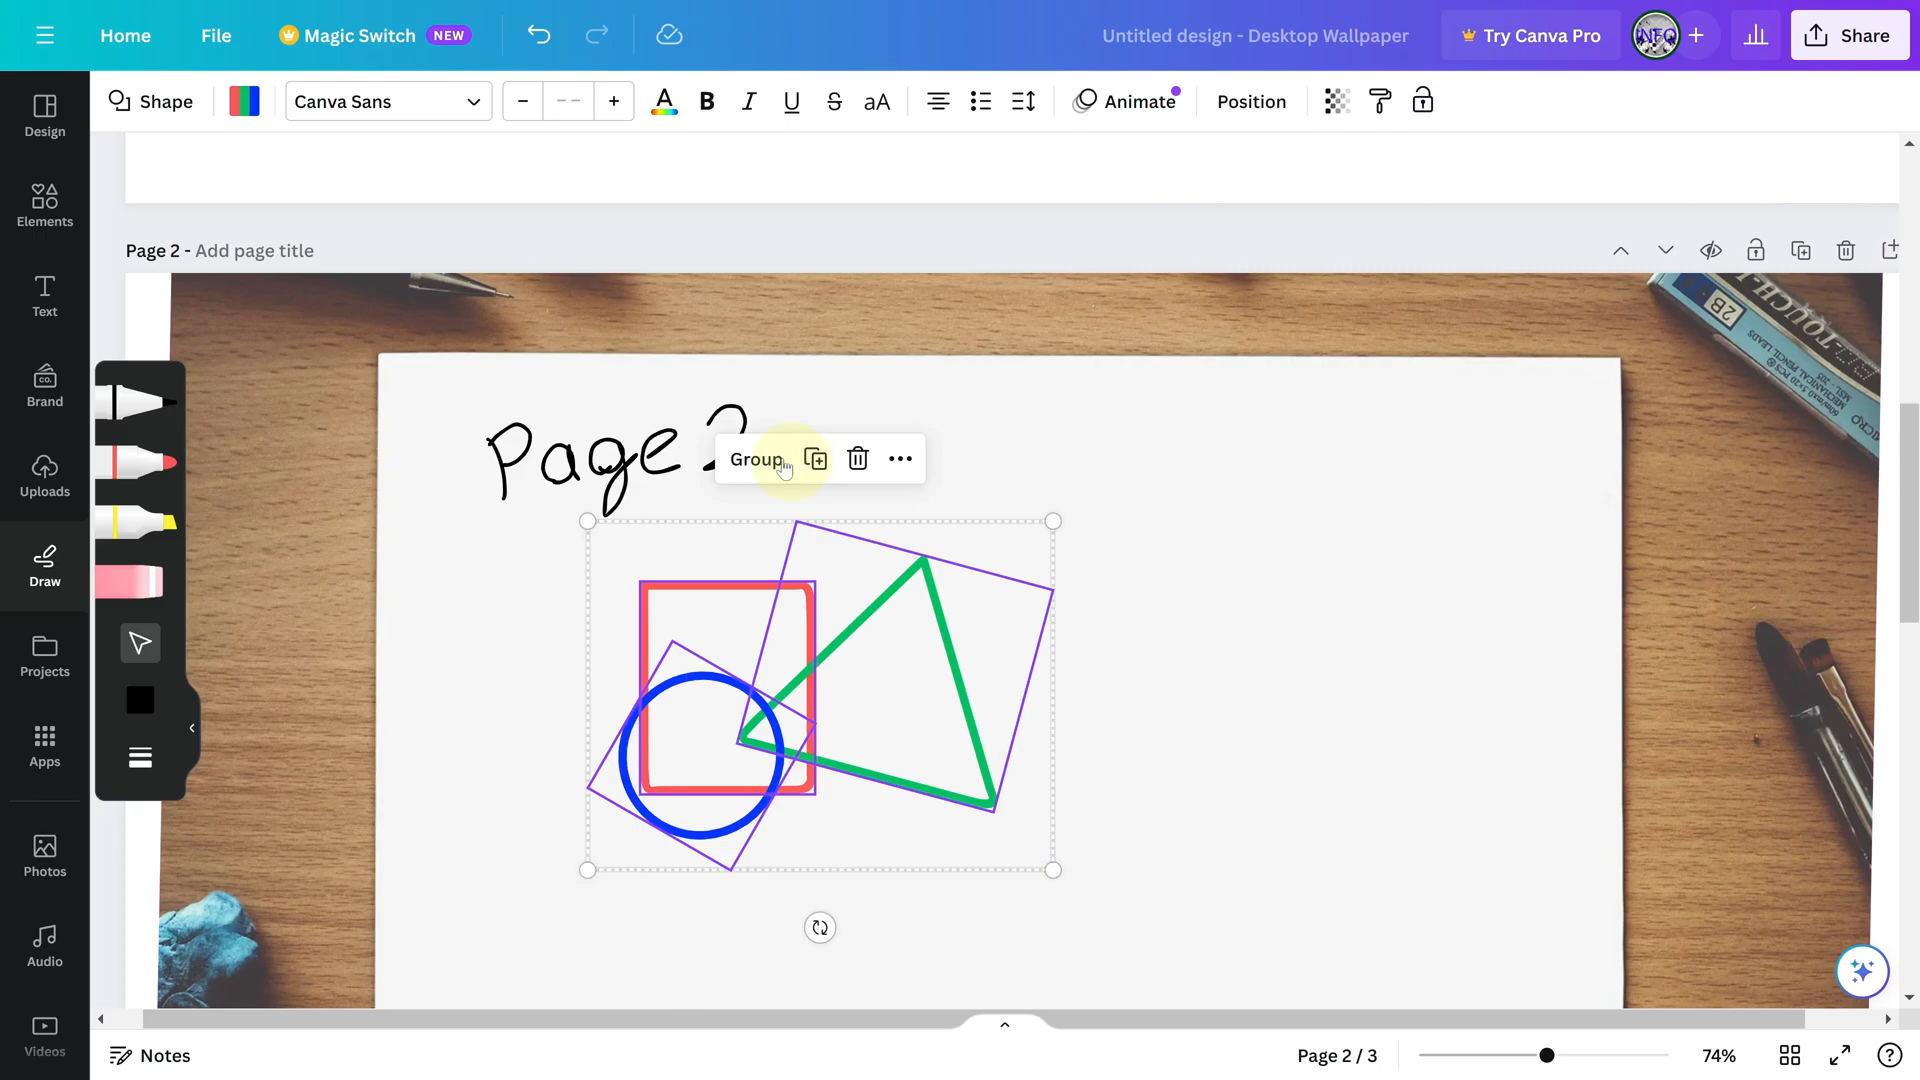 Home File Magic Switch NEW Untitled design - Desktop Wallpaper Try Canva Pro INFO Share
Shape Canva Sans - -- + A B I U S aA Animate Position
Design
Elements
Text
CO.
Brand
Uploads
Draw
Projects
Apps
Photos
Audio
Videos
Page 2 - Add page title
2B
Page 2
Group
Notes Page 2 / 3 74%